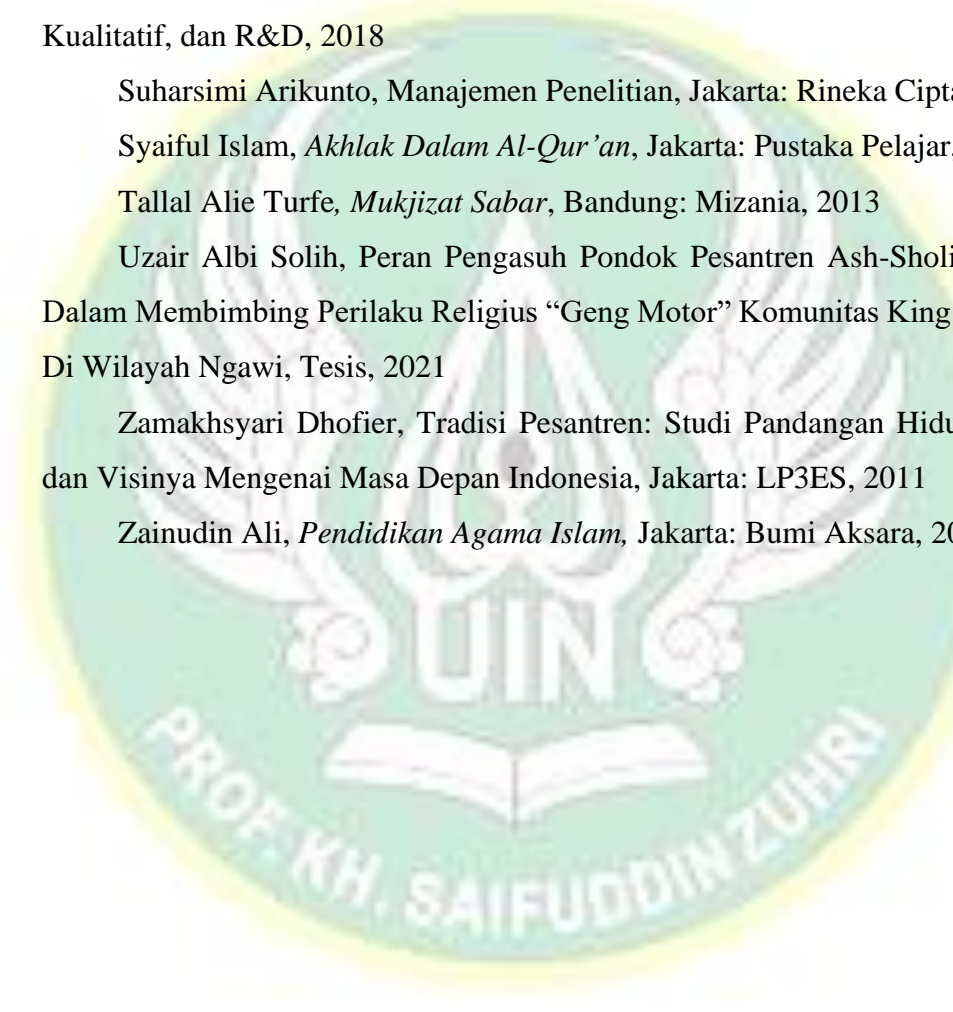 Kualitatif, dan R&D, 2018
Suharsimi Arikunto, Manajemen Penelitian, Jakarta: Rineka Cipta
Syaiful Islam, Akhlak Dalam Al-Qur’an, Jakarta: Pustaka Pelajar,
Tallal Alie Turfe, Mukjizat Sabar, Bandung: Mizania, 2013
Uzair Albi Solih, Peran Pengasuh Pondok Pesantren Ash-Sholi
Dalam Membimbing Perilaku Religius “Geng Motor” Komunitas King
Di Wilayah Ngawi, Tesis, 2021
Zamakhsyari Dhofier, Tradisi Pesantren: Studi Pandangan Hidu
dan Visinya Mengenai Masa Depan Indonesia, Jakarta: LP3ES, 2011
Zainudin Ali, Pendidikan Agama Islam, Jakarta: Bumi Aksara, 20
UIN
PROF. KH. SAIFUDDIN ZUHRI